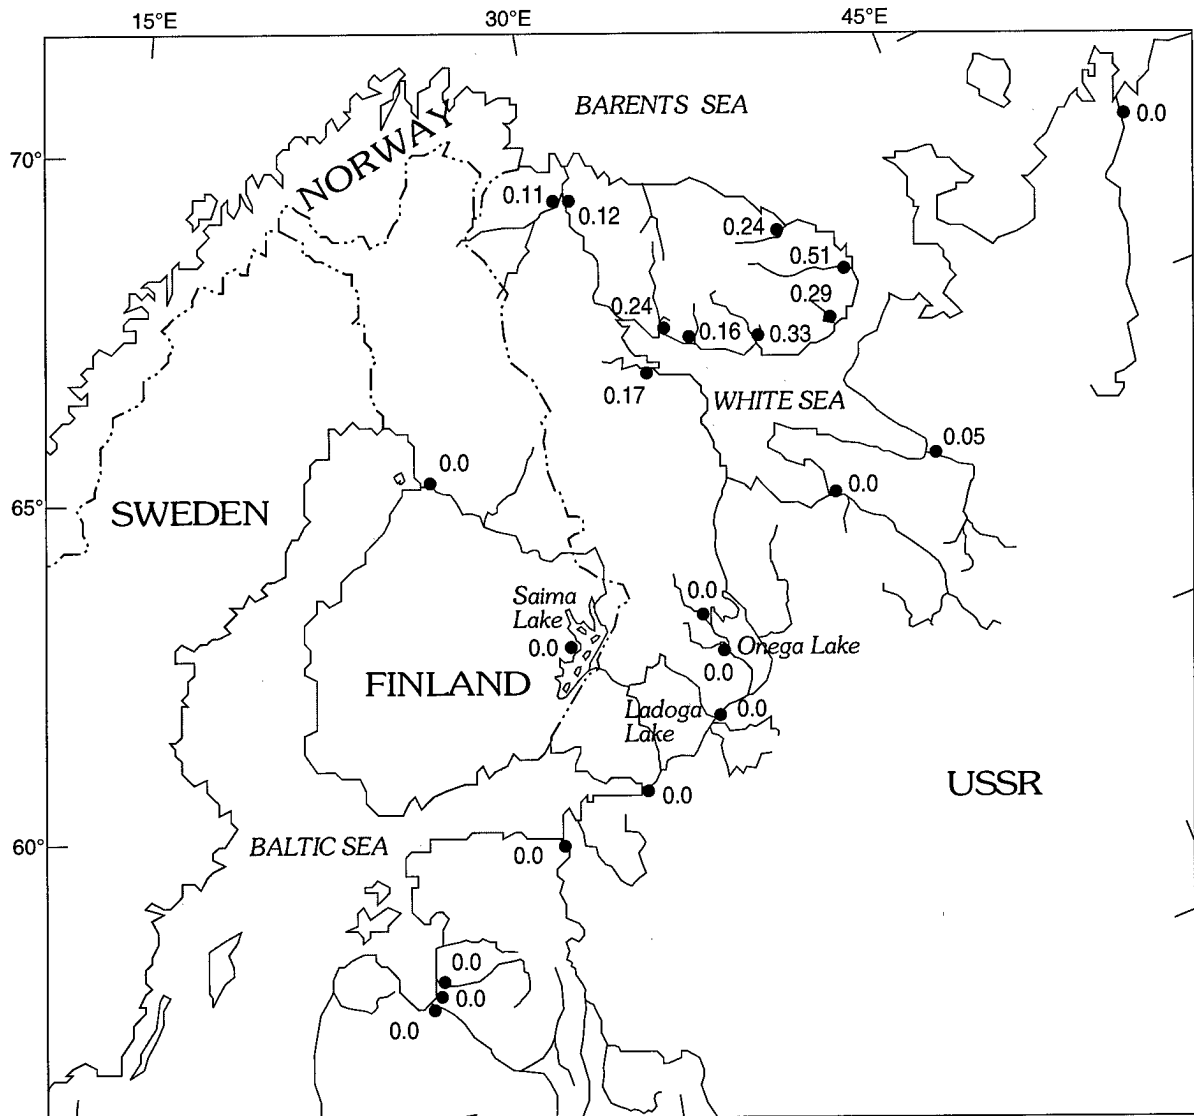 15°E 30°E 45°E
BARENTS SEA
0.0
70°
NORWAY
0.11
0.12
0.24
0.51
0.29
0.24
0.16
0.33
0.17
WHITE SEA
0.05
0.0
0.0
65°
SWEDEN
Saima
Lake
0.0
0.0
Onega Lake
0.0
FINLAND
Ladoga
Lake
0.0
USSR
0.0
60°
BALTIC SEA
0.0
0.0
0.0
0.0